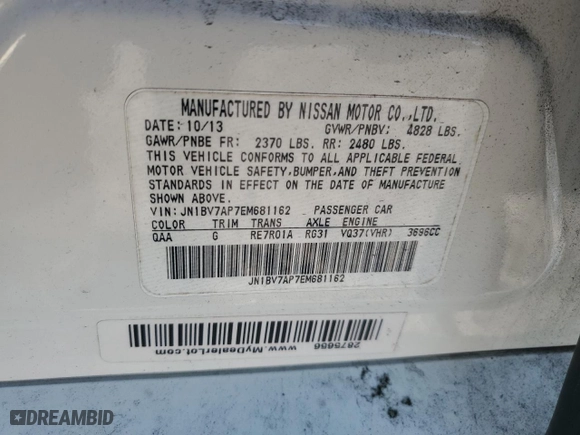 MANUFACTURED BY NISSAN MOTOR CO.,LTD.
DATE: 10/13 GVWR/PNBV: 4828 LBS.
GAWR/PNBE FR: 2370 LBS. RR: 2480 LBS.
THIS VEHICLE CONFORMS TO ALL APPLICABLE FEDERAL
MOTOR VEHICLE SAFETY,BUMPER,AND THEFT PREVENTION
STANDARDS IN EFFECT ON THE DATE OF MANUFACTURE
SHOWN ABOVE.
VIN: JN1BV7AP7EM681162 PASSENGER CAR
COLOR TRIM TRANS AXLE ENGINE
QAA G RE7R01A RG31 VQ37(VHR) 3696CC
JN1BV7AP7EM681162
2875686
www.MyDealerLot.com
DREAMBID